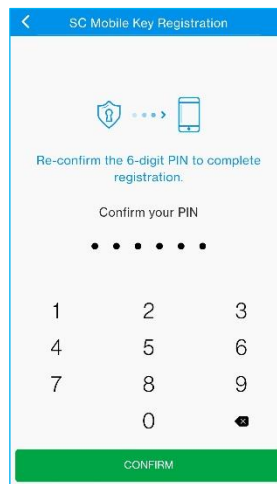 SC Mobile Key Registration
Re-confirm the 6-digit PIN to complete
registration.
Confirm your PIN
1 2 3
4 5 6
7 8 9
0
CONFIRM